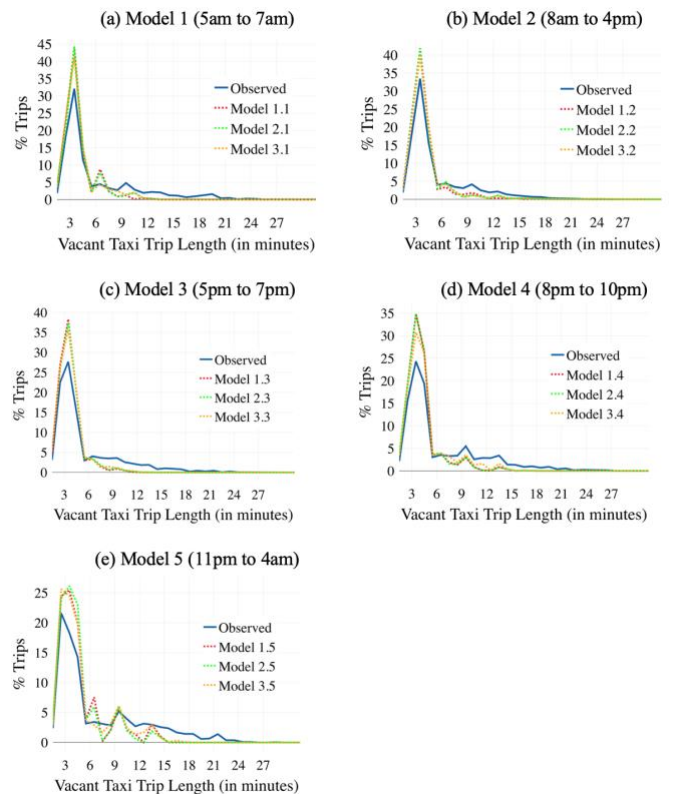 (a) Model 1 (5am to 7am)
45
40
35
30
25
20
15
10
5
0
% Trips
Observed
Model 1.1
Model 2.1
Model 3.1
3 6 9 12 15 18 21 24 27
Vacant Taxi Trip Length (in minutes)
(b) Model 2 (8am to 4pm)
40
35
30
25
20
15
10
5
0
% Trips
Observed
Model 1.2
Model 2.2
Model 3.2
3 6 9 12 15 18 21 24 27
Vacant Taxi Trip Length (in minutes)
(c) Model 3 (5pm to 7pm)
40
35
30
25
20
15
10
5
0
% Trips
Observed
Model 1.3
Model 2.3
Model 3.3
3 6 9 12 15 18 21 24 27
Vacant Taxi Trip Length (in minutes)
(d) Model 4 (8pm to 10pm)
35
30
25
20
15
10
5
0
% Trips
Observed
Model 1.4
Model 2.4
Model 3.4
3 6 9 12 15 18 21 24 27
Vacant Taxi Trip Length (in minutes)
(e) Model 5 (11pm to 4am)
25
20
15
10
5
0
% Trips
Observed
Model 1.5
Model 2.5
Model 3.5
3 6 9 12 15 18 21 24 27
Vacant Taxi Trip Length (in minutes)